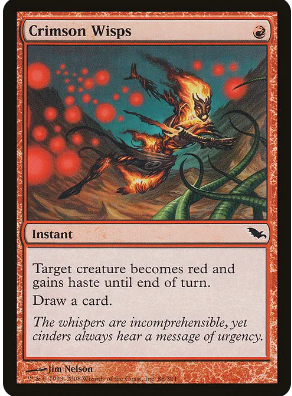 Crimson Wisps
Instant
Target creature becomes red and
gains haste until end of turn.
Draw a card.
The whispers are incomprehensible, yet
cinders always hear a message of urgency.
Jim Nelson